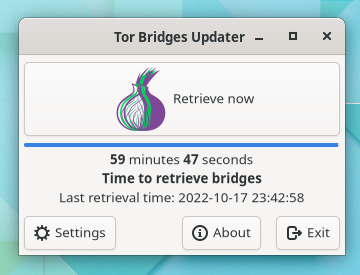 Tor Bridges Updater
Retrieve now
59 minutes 47 seconds
Time to retrieve bridges
Last retrieval time: 2022-10-17 23:42:58
Settings
About
Exit